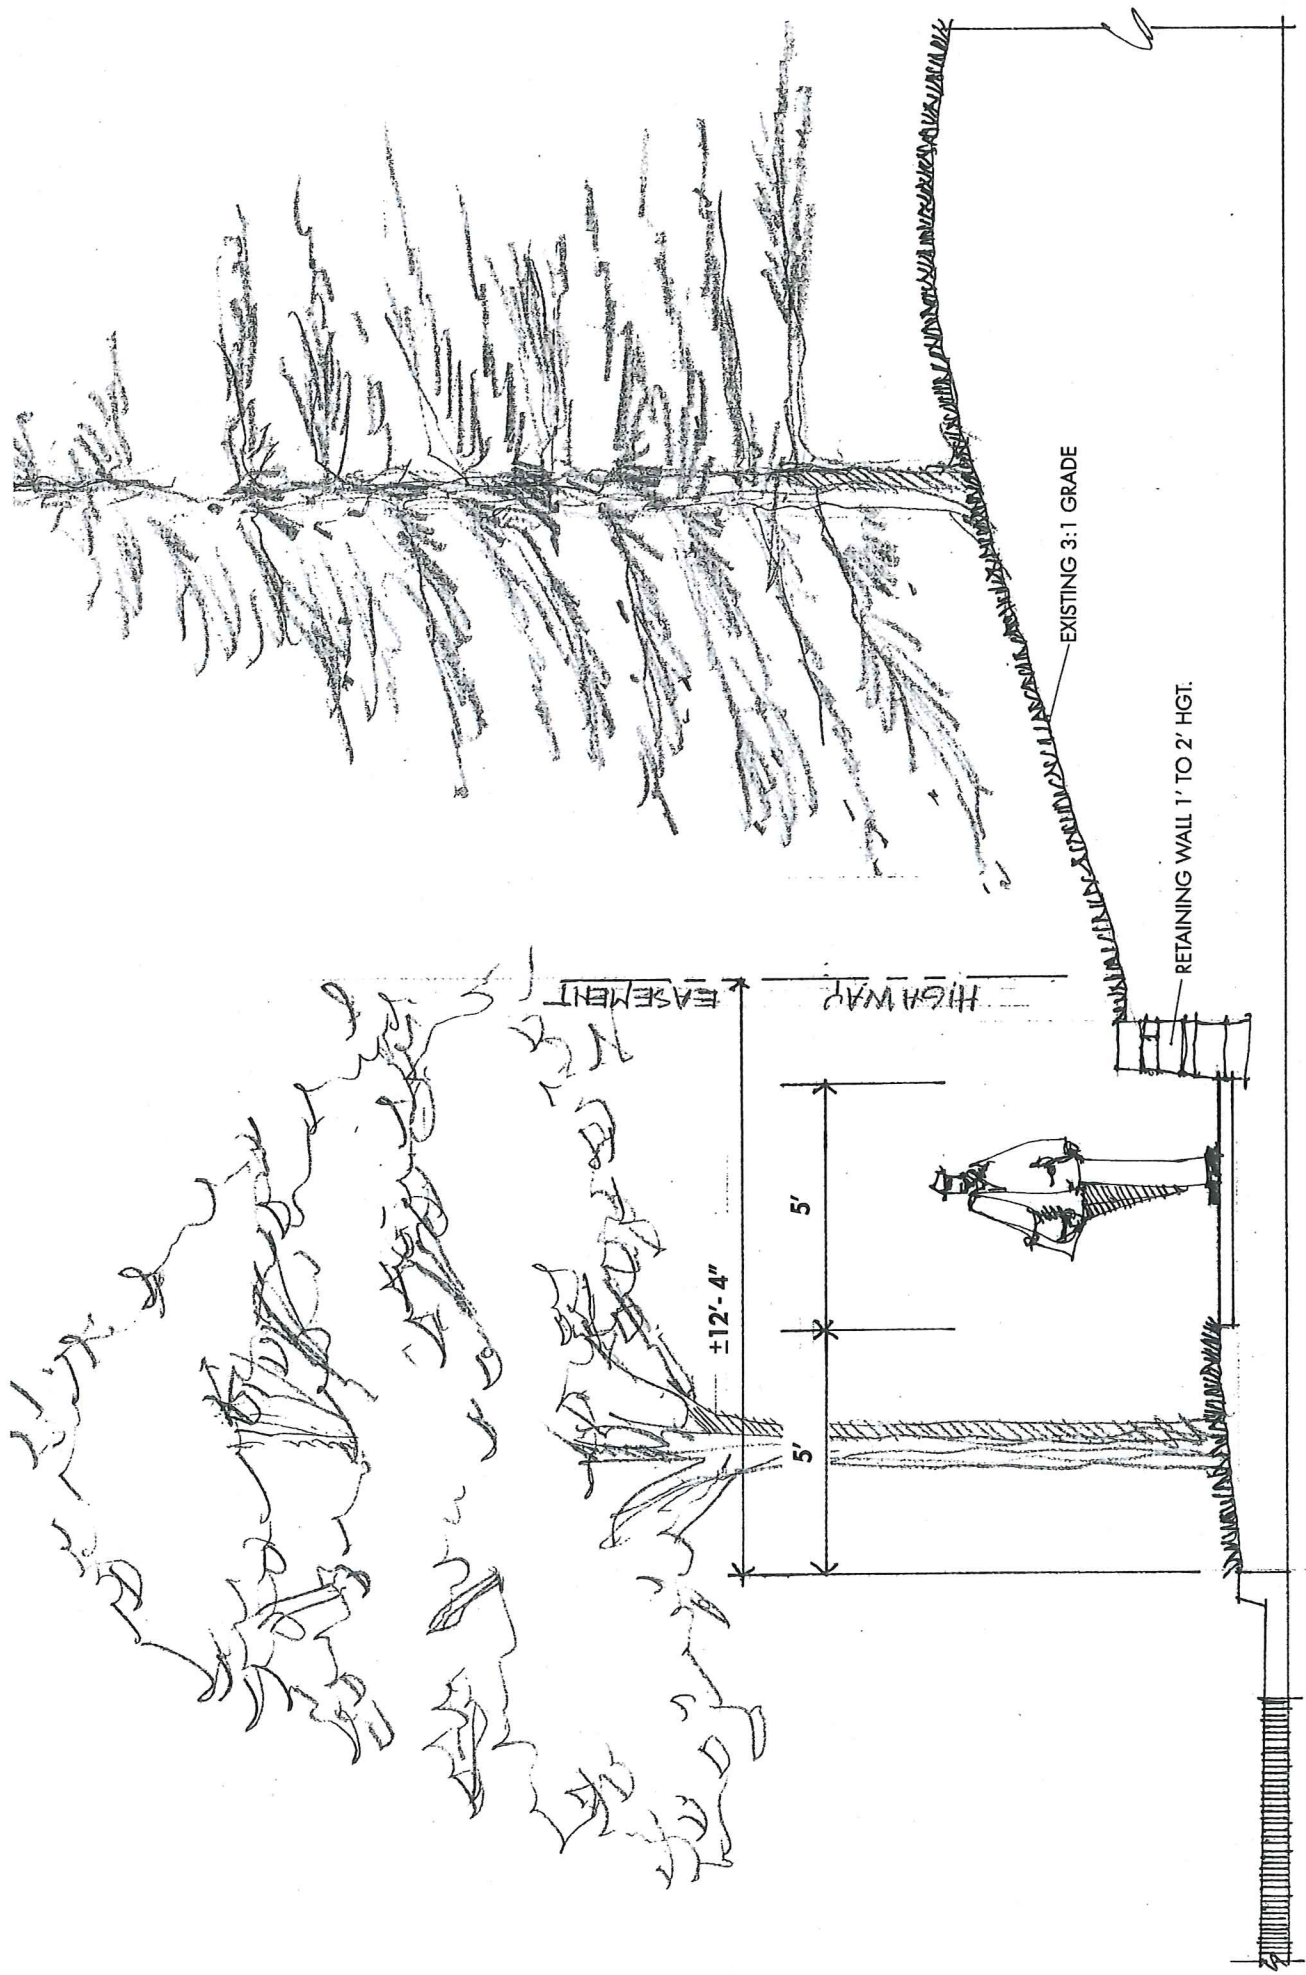 HIGHWAY EASEMENT
±12'- 4"
5'
5'
EXISTING 3:1 GRADE
RETAINING WALL 1' TO 2' HGT.